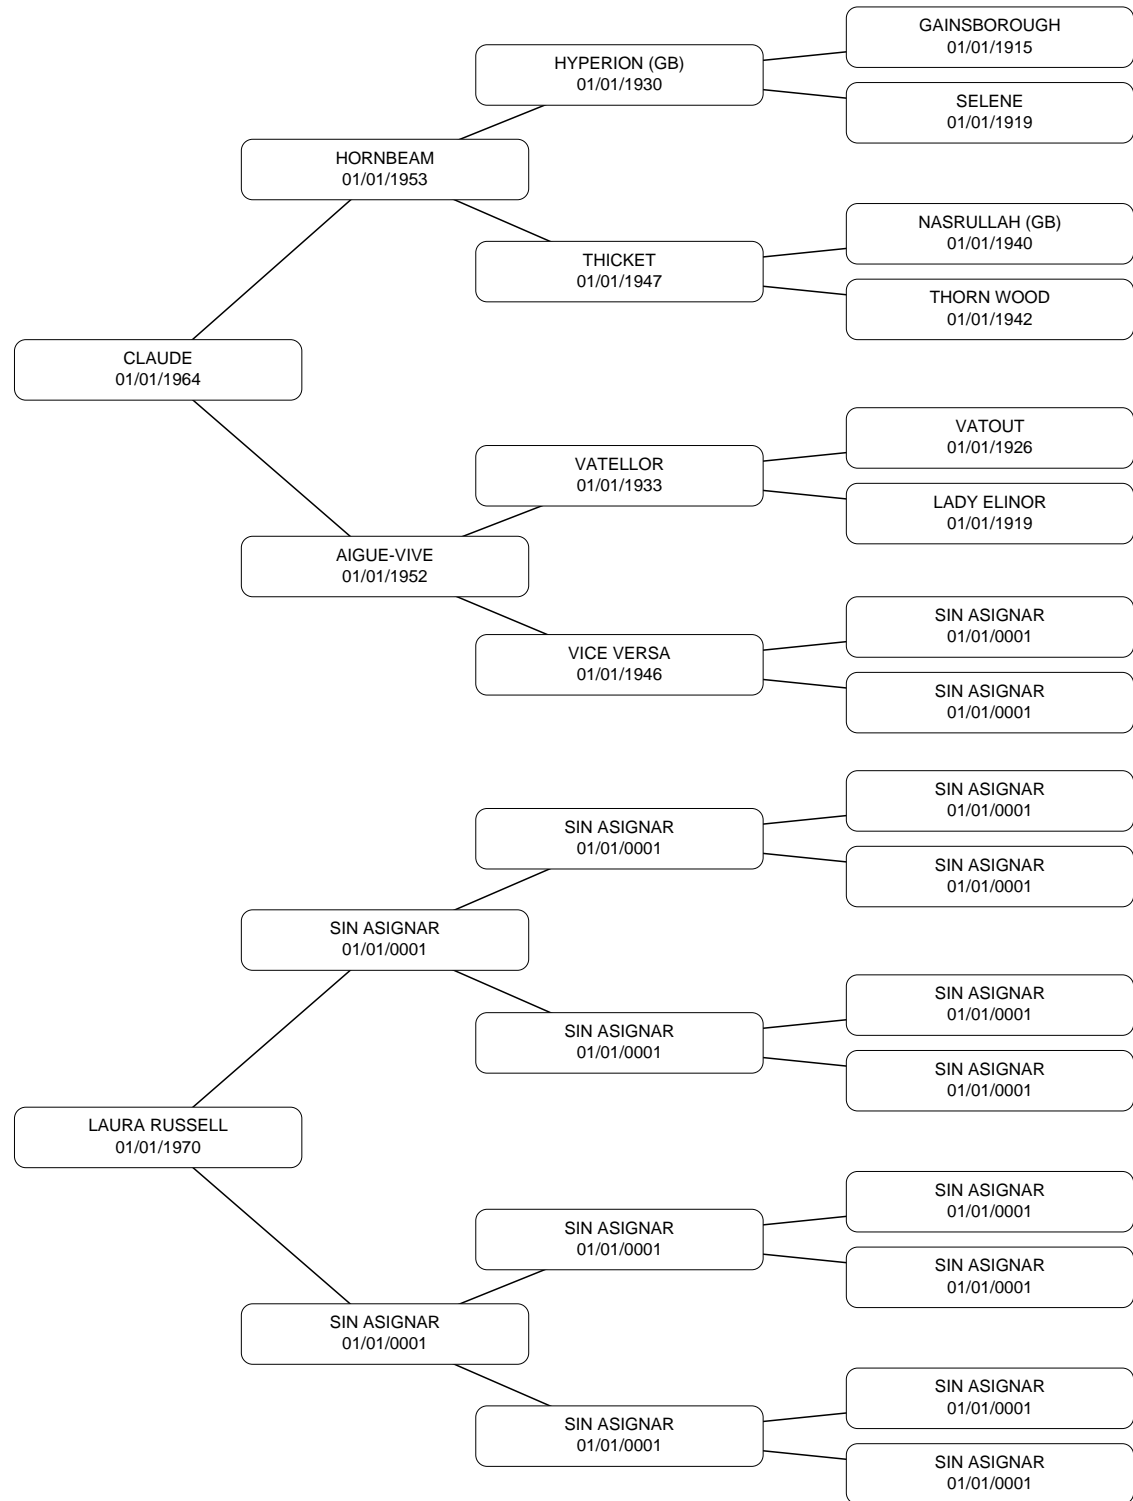 GAINSBOROUGH
01/01/1915
HYPERION (GB)
01/01/1930
SELENE
01/01/1919
HORNBEAM
01/01/1953
NASRULLAH (GB)
01/01/1940
THICKET
01/01/1947
THORN WOOD
01/01/1942
CLAUDE
01/01/1964
VATOUT
01/01/1926
VATELLOR
01/01/1933
LADY ELINOR
01/01/1919
AIGUE-VIVE
01/01/1952
SIN ASIGNAR
01/01/0001
VICE VERSA
01/01/1946
SIN ASIGNAR
01/01/0001
SIN ASIGNAR
01/01/0001
SIN ASIGNAR
01/01/0001
SIN ASIGNAR
01/01/0001
SIN ASIGNAR
01/01/0001
SIN ASIGNAR
01/01/0001
SIN ASIGNAR
01/01/0001
SIN ASIGNAR
01/01/0001
LAURA RUSSELL
01/01/1970
SIN ASIGNAR
01/01/0001
SIN ASIGNAR
01/01/0001
SIN ASIGNAR
01/01/0001
SIN ASIGNAR
01/01/0001
SIN ASIGNAR
01/01/0001
SIN ASIGNAR
01/01/0001
SIN ASIGNAR
01/01/0001